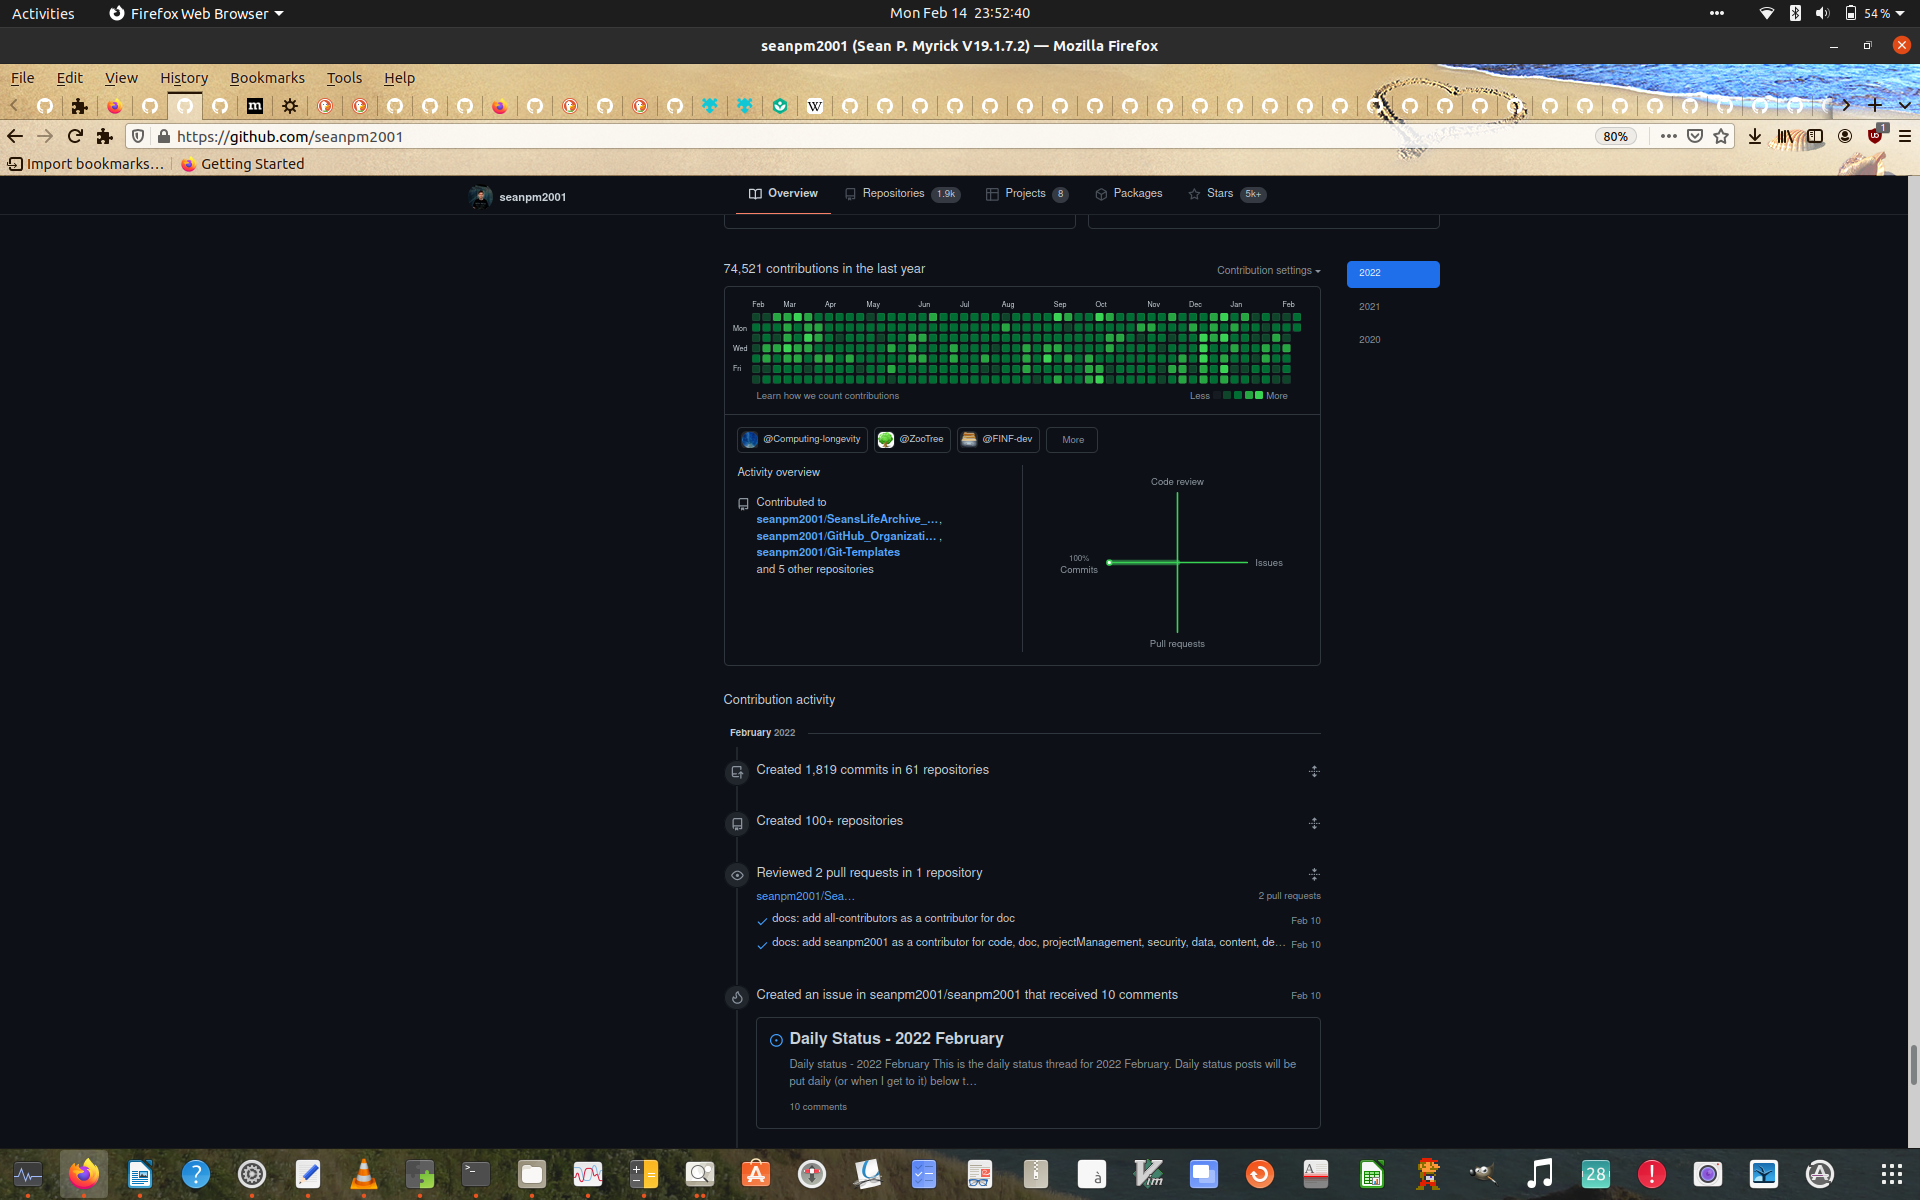 Activities
Firefox Web Browser
Mon Feb 14 23:52:40
54 %
seanpm2001 (Sean P. Myrick V19.1.7.2) — Mozilla Firefox
File Edit View History Bookmarks Tools Help
https://github.com/seanpm2001
80%
1
Import bookmarks…
Getting Started
seanpm2001
Overview
Repositories 1.9k
Projects 8
Packages
Stars 5k+
74,521 contributions in the last year
Contribution settings
2022
2021
2020
Feb Mar Apr May Jun Jul Aug Sep Oct Nov Dec Jan Feb
Mon
Wed
Fri
Learn how we count contributions
Less More
@Computing-longevity
@ZooTree
@FINF-dev
More
Activity overview
Contributed to
seanpm2001/SeansLifeArchive_…,
seanpm2001/GitHub_Organizati… ,
seanpm2001/Git-Templates
and 5 other repositories
Code review
100%
Commits
Issues
Pull requests
Contribution activity
February 2022
Created 1,819 commits in 61 repositories
Created 100+ repositories
Reviewed 2 pull requests in 1 repository
seanpm2001/Sea…
2 pull requests
docs: add all-contributors as a contributor for doc
Feb 10
docs: add seanpm2001 as a contributor for code, doc, projectManagement, security, data, content, de…
Feb 10
Created an issue in seanpm2001/seanpm2001 that received 10 comments
Feb 10
Daily Status - 2022 February
Daily status - 2022 February This is the daily status thread for 2022 February. Daily status posts will be
put daily (or when I get to it) below t…
10 comments
28